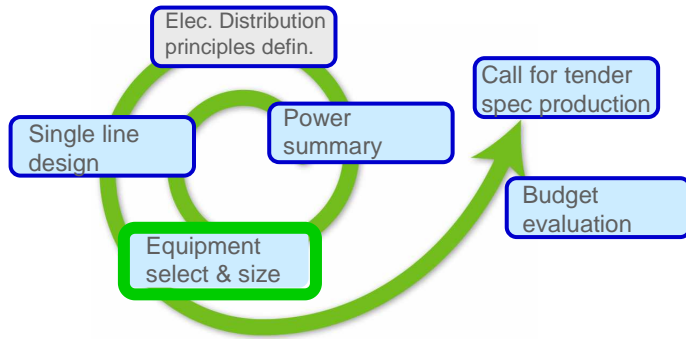 Elec. Distribution
principles defin.
Call for tender
spec production
Single line
design
Power
summary
Budget
evaluation
Equipment
select & size